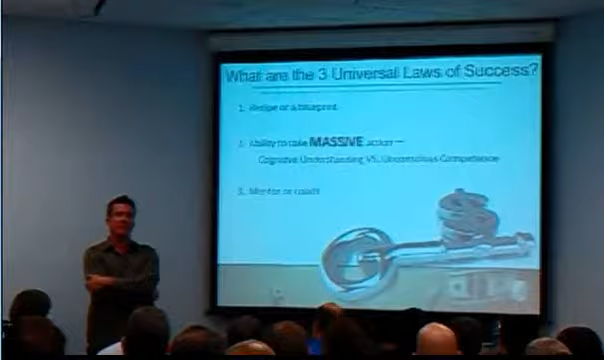 What are the 3 Universal Laws of Success?
1. Recipe or a blueprint
2. Ability to take MASSIVE action —
Cognitive Understanding VS. Unconscious Competence
3. Mentor or coach